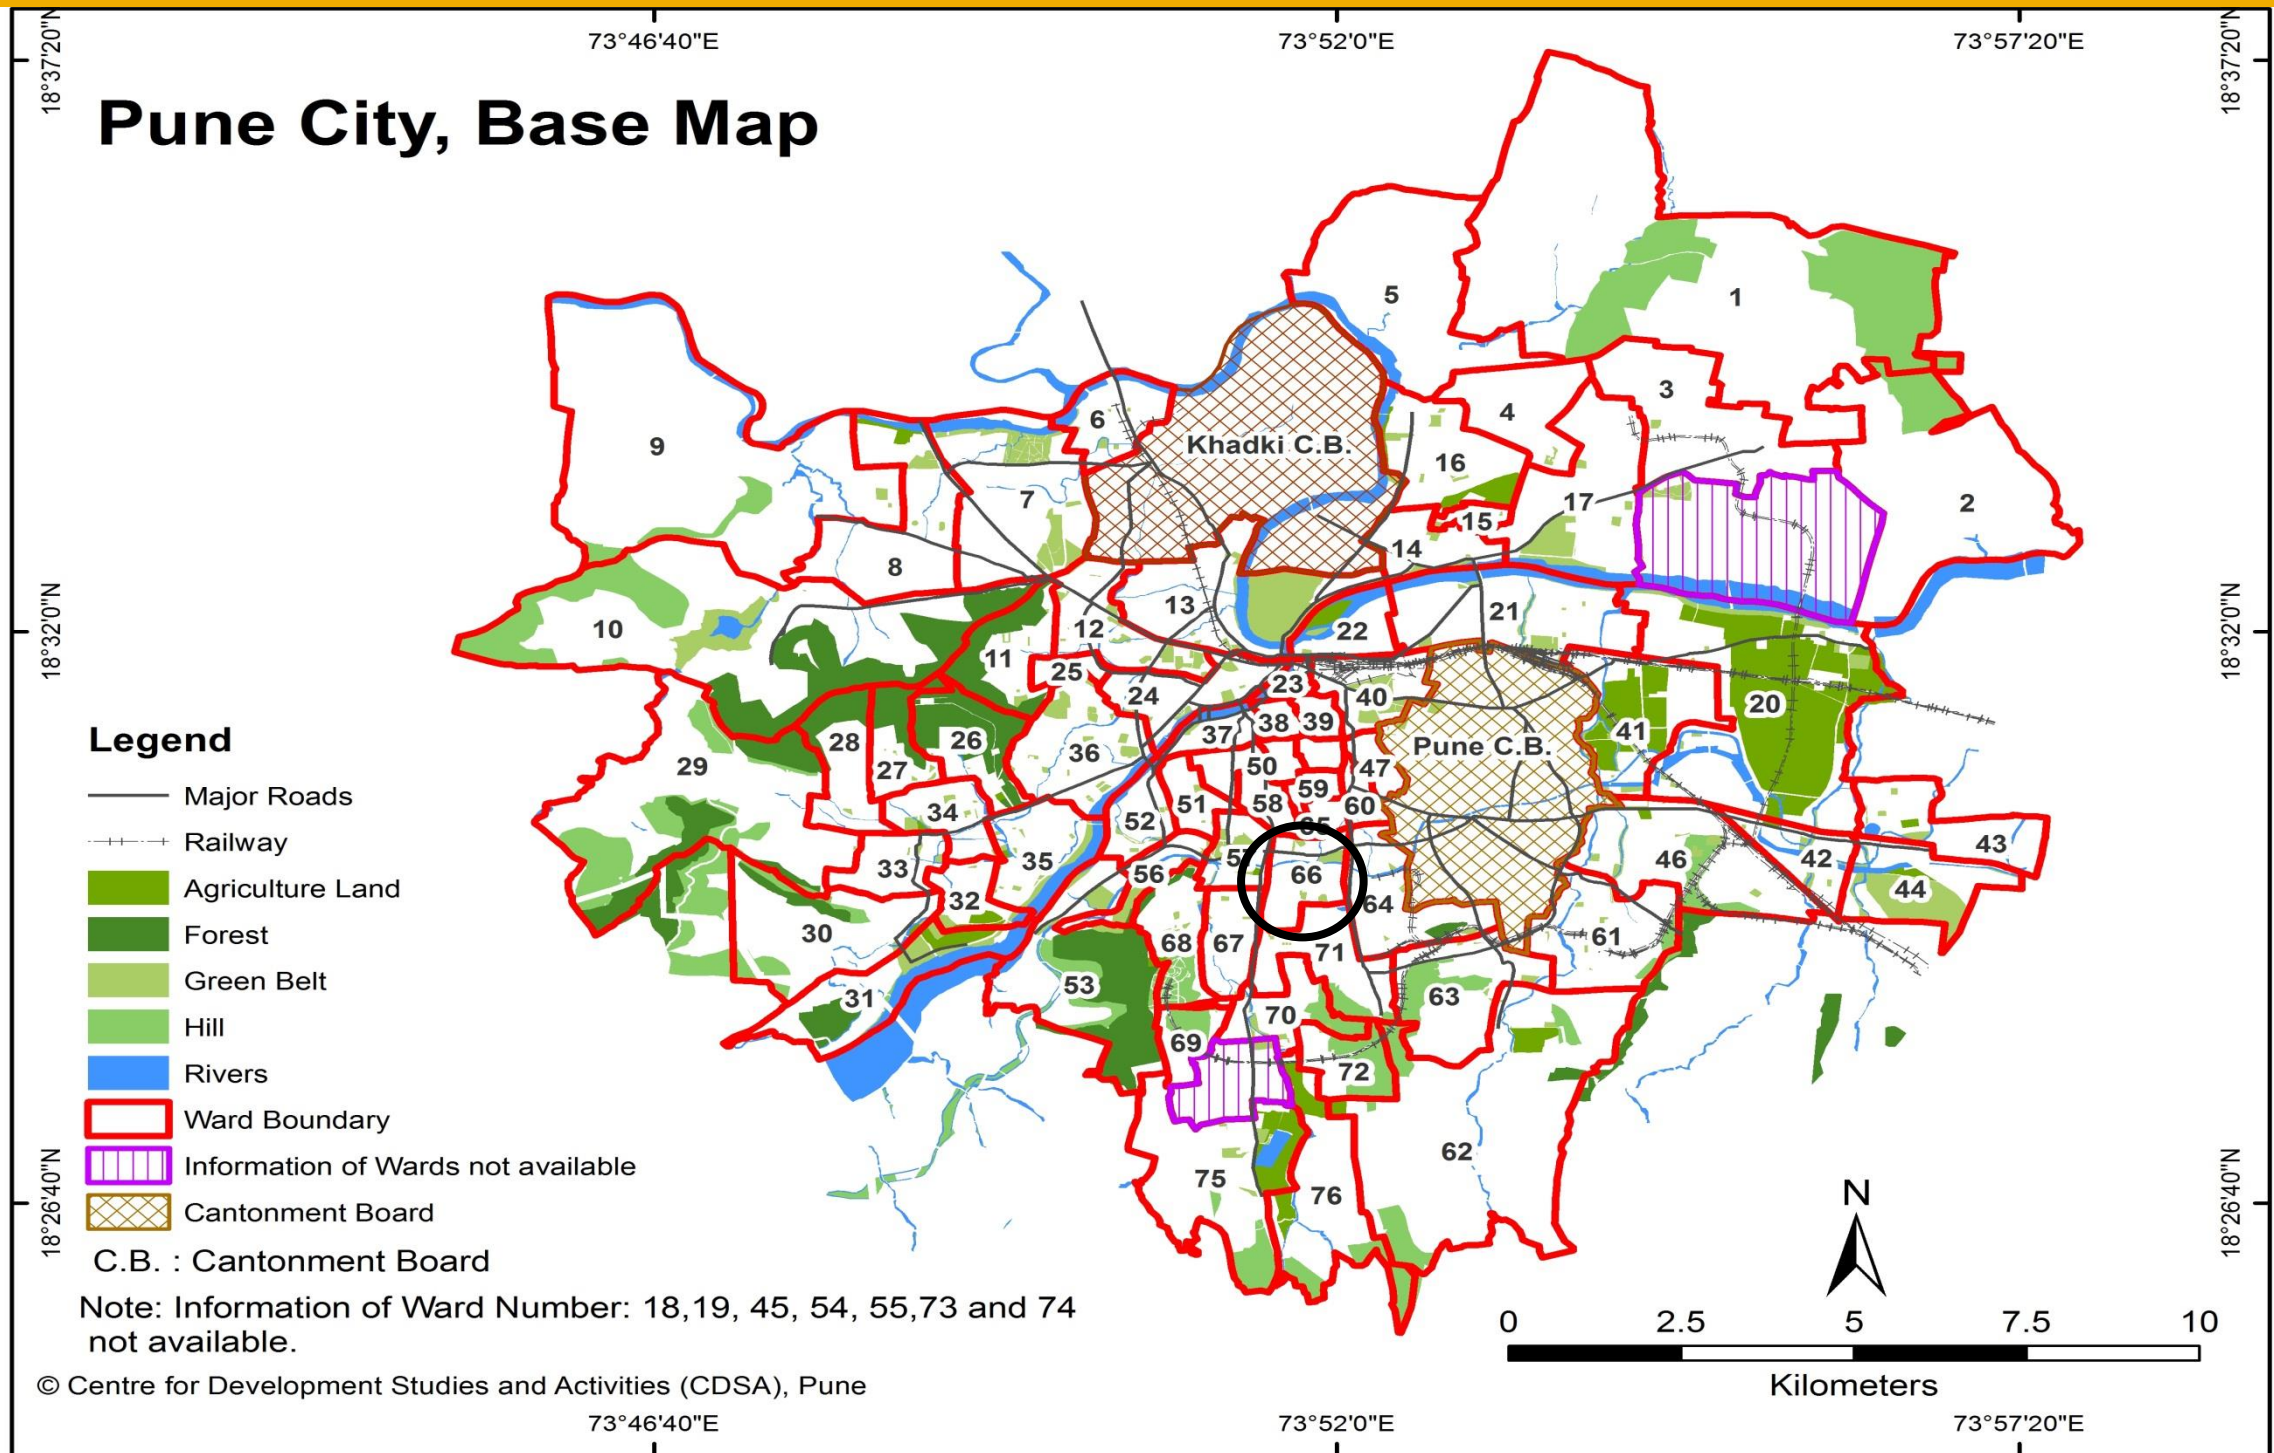 73°46'40"E
73°52'0"E
73°57'20"E
18°37'20"N
18°37'20"N
Pune City, Base Map
5
1
3
4
6
9
Khadki C.B.
16
7
17
2
15
14
8
13
21
10
12
22
11
25
23
24
40
20
38
39
37
41
28
26
Pune C.B.
36
29
27
50
47
59
51
58
60
34
52
65
43
57
42
46
35
33
56
66
44
32
64
30
61
68
67
71
53
31
63
70
69
72
62
75
76
18°32'0"N
18°32'0"N
Legend
Major Roads
Railway
Agriculture Land
Forest
Green Belt
Hill
Rivers
Ward Boundary
Information of Wards not available
Cantonment Board
C.B. : Cantonment Board
Note: Information of Ward Number: 18,19, 45, 54, 55,73 and 74
not available.
© Centre for Development Studies and Activities (CDSA), Pune
18°26'40"N
18°26'40"N
N
0 2.5 5 7.5 10
Kilometers
73°46'40"E
73°52'0"E
73°57'20"E